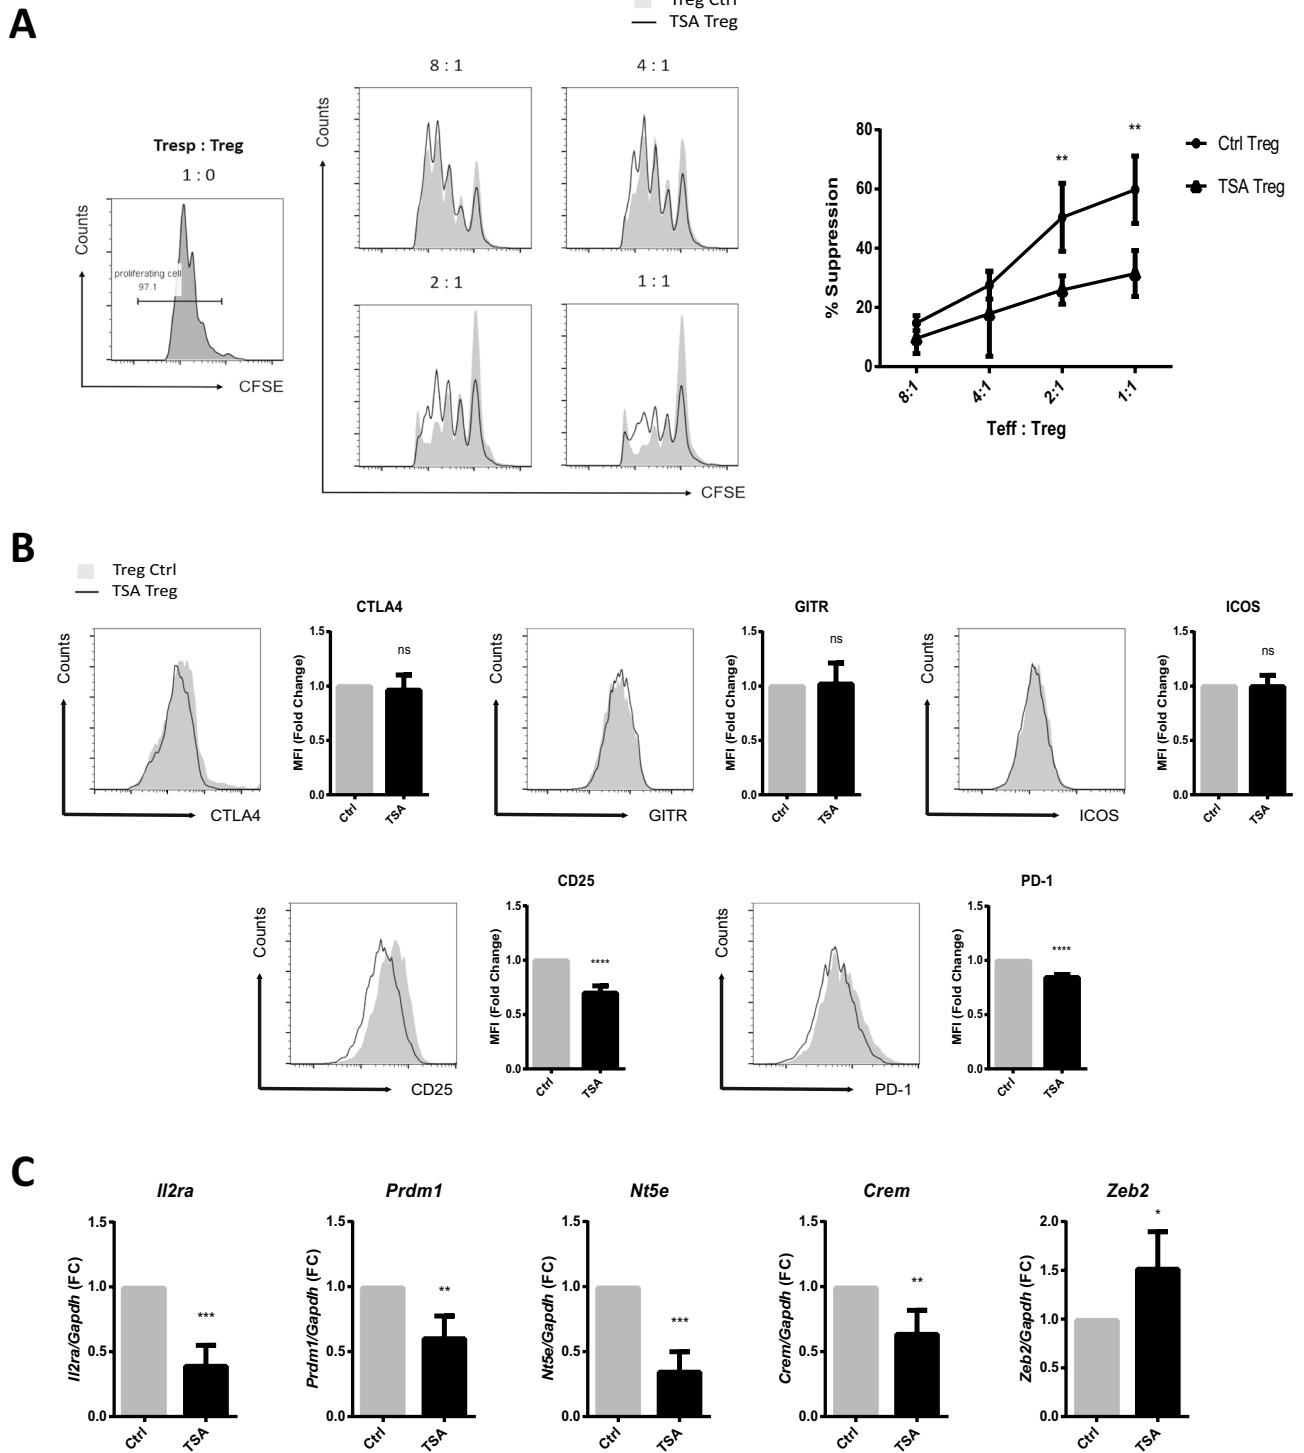 A
Treg Ctrl
TSA Treg
Tresp : Treg
1 : 0
Counts
proliferating cell
97.1
CFSE
8 : 1
4 : 1
Counts
2 : 1
1 : 1
CFSE
% Suppression
80
60
40
20
0
**
**
8:1
4:1
2:1
1:1
Teff : Treg
Ctrl Treg
TSA Treg
B
Treg Ctrl
TSA Treg
Counts
CTLA4
CTLA4
MFI (Fold Change)
1.5
1.0
0.5
0.0
ns
Ctrl
TSA
Counts
GITR
GITR
MFI (Fold Change)
1.5
1.0
0.5
0.0
ns
Ctrl
TSA
Counts
ICOS
ICOS
MFI (Fold Change)
1.5
1.0
0.5
0.0
ns
Ctrl
TSA
Counts
CD25
CD25
MFI (Fold Change)
1.5
1.0
0.5
0.0
****
Ctrl
TSA
Counts
PD-1
PD-1
MFI (Fold Change)
1.5
1.0
0.5
0.0
****
Ctrl
TSA
C
Il2ra
Il2ra/Gapdh (FC)
1.5
1.0
0.5
0.0
***
Ctrl
TSA
Prdm1
Prdm1/Gapdh (FC)
1.5
1.0
0.5
0.0
**
Ctrl
TSA
Nt5e
Nt5e/Gapdh (FC)
1.5
1.0
0.5
0.0
***
Ctrl
TSA
Crem
Crem/Gapdh (FC)
1.5
1.0
0.5
0.0
**
Ctrl
TSA
Zeb2
Zeb2/Gapdh (FC)
2.0
1.5
1.0
0.5
0.0
*
Ctrl
TSA